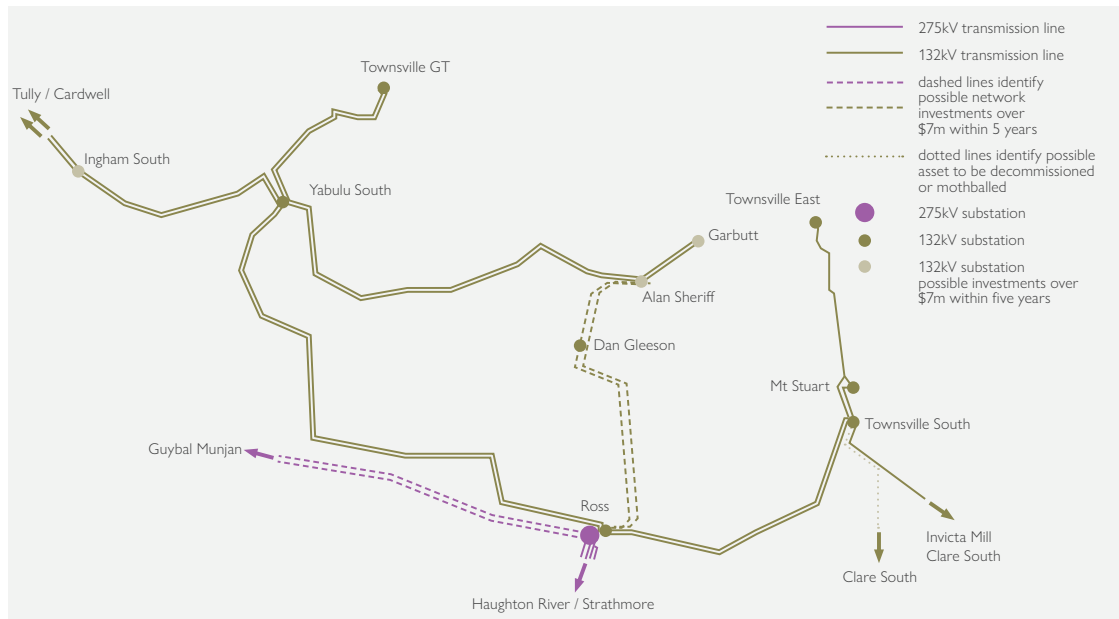 275kV transmission line
132kV transmission line
dashed lines identify
possible network
investments over
$7m within 5 years
dotted lines identify possible
asset to be decommissioned
or mothballed
275kV substation
132kV substation
132kV substation
possible investments over
$7m within five years
Townsville GT
Tully / Cardwell
Ingham South
Yabulu South
Townsville East
Garbutt
Alan Sheriff
Dan Gleeson
Mt Stuart
Townsville South
Guybal Munjan
Ross
Invicta Mill
Clare South
Clare South
Haughton River / Strathmore